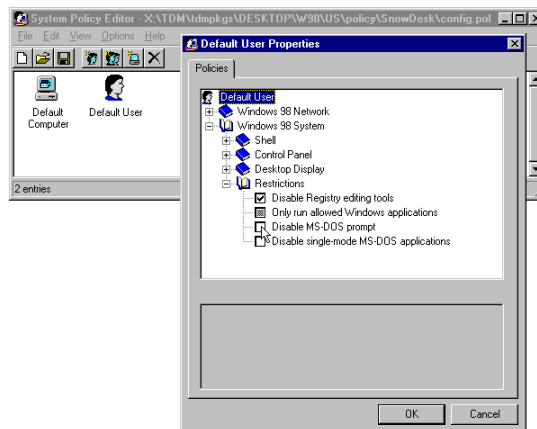 System Policy Editor - X:\TDM\tdmpkgs\DESKTOP\W98\US\policy\SnowDesk\config.pol
File Edit View Options Help
Default Computer
Default User
2 entries
Default User Properties
Policies
Default User
Windows 98 Network
Windows 98 System
Shell
Control Panel
Desktop Display
Restrictions
Disable Registry editing tools
Only run allowed Windows applications
Disable MS-DOS prompt
Disable single-mode MS-DOS applications
OK Cancel